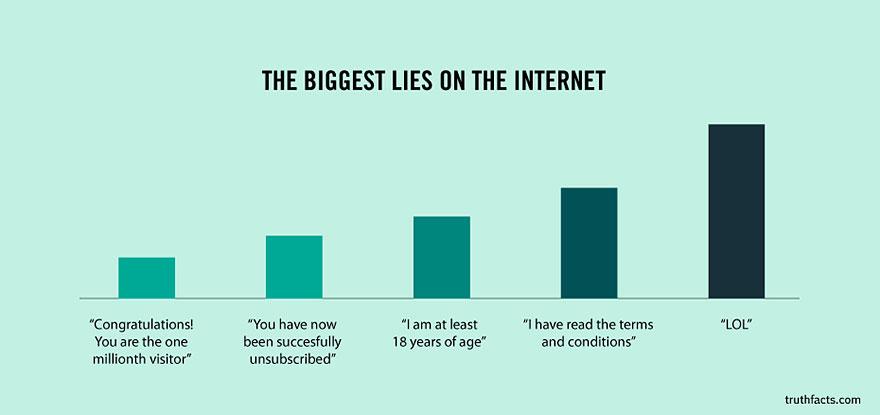 THE BIGGEST LIES ON THE INTERNET
“Congratulations!
You are the one
millionth visitor”
“You have now
been succesfully
unsubscribed”
“I am at least
18 years of age”
“I have read the terms
and conditions”
“LOL”
truthfacts.com